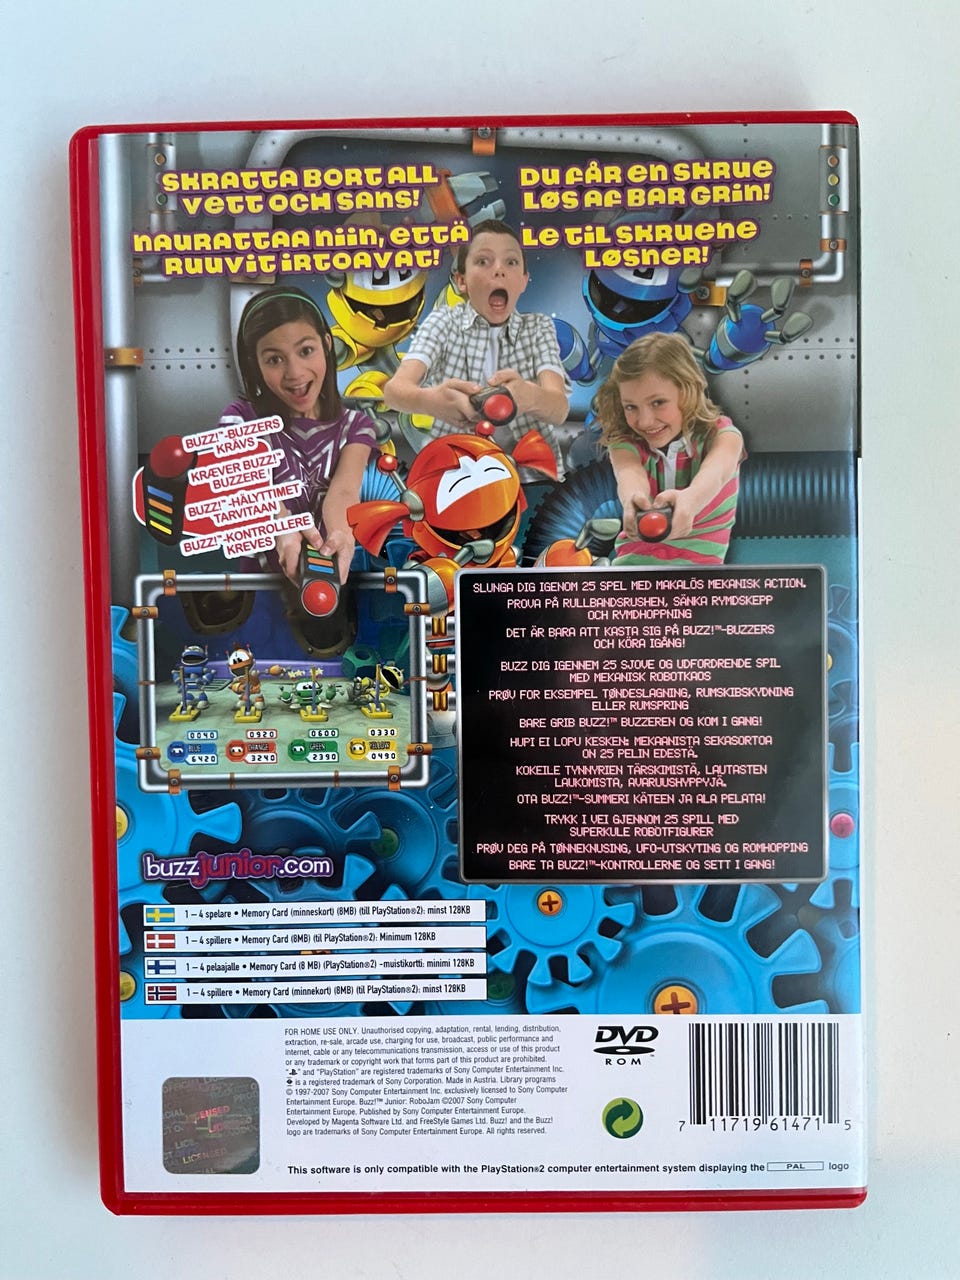 SKRATTA BORT ALL
VETT OCH SANS!
DU FÅR EN SKRUE
LØS AF BAR GRIN!
NAURATTAA NIIN, ETTÄ
RUUVIT IRTOAVAT!
LE TIL SKRUENE
LØSNER!
BUZZ!™-BUZZERS
KRÄVS
KRÆVER BUZZ!™
BUZZERE
BUZZ!™-HÄLYTTIMET
TARVITAAN
BUZZ!™-KONTROLLERE
KREVES
0040 0920 0600 0330
BLUE ORANGE GREEN YELLOW
6420 3240 2390 0490
SLUNGA DIG IGENOM 25 SPEL MED MAKALÖS MEKANISK ACTION.
PROVA PÅ RULLBANDSRUSHEN, SÄNKA RYMDSKEPP
OCH RYMDHOPPNING
DET ÄR BARA ATT KASTA SIG PÅ BUZZ!™-BUZZERS
OCH KÖRA IGÅNG!
BUZZ DIG IGENNEM 25 SJOVE OG UDFORDRENDE SPIL
MED MEKANISK ROBOTKAOS
PRØV FOR EKSEMPEL TØNDESLAGNING, RUMSKIBSKYDNING
ELLER RUMSPRING
BARE GRIB BUZZ!™ BUZZEREN OG KOM I GANG!
HUPI EI LOPU KESKEN: MEKAANISTA SEKASORTOA
ON 25 PELIN EDESTÄ.
KOKEILE TYNNYRIEN TÄRSKIMISTÄ, LAUTASTEN
LAUKOMISTA, AVARUUSHYPPYJÄ.
OTA BUZZ!™-SUMMERI KÄTEEN JA ALA PELATA!
TRYKK I VEI GJENNOM 25 SPILL MED
SUPERKULE ROBOTFIGURER
PRØV DEG PÅ TØNNEKNUSING, UFO-UTSKYTING OG ROMHOPPING
BARE TA BUZZ!™-KONTROLLERNE OG SETT I GANG!
buzzjunior.com
1 – 4 spelare • Memory Card (minneskort) (8MB) (till PlayStation®2): minst 128KB
1 – 4 spillere • Memory Card (8MB) (til PlayStation®2): Minimum 128KB
1 – 4 pelaajalle • Memory Card (8 MB) (PlayStation®2) -muistikortti: minimi 128KB
1 – 4 spillere • Memory Card (minnekort) (8MB) (til PlayStation®2): minst 128KB
FOR HOME USE ONLY. Unauthorised copying, adaptation, rental, lending, distribution,
extraction, re-sale, arcade use, charging for use, broadcast, public performance and
internet, cable or any telecommunications transmission, access or use of this product
or any trademark or copyright work that forms part of this product are prohibited.
" " and "PlayStation" are registered trademarks of Sony Computer Entertainment Inc.
is a registered trademark of Sony Corporation. Made in Austria. Library programs
© 1997-2007 Sony Computer Entertainment Inc. exclusively licensed to Sony Computer
Entertainment Europe. Buzz!™ Junior: RoboJam ©2007 Sony Computer
Entertainment Europe. Published by Sony Computer Entertainment Europe.
Developed by Magenta Software Ltd. and FreeStyle Games Ltd. Buzz! and the Buzz!
logo are trademarks of Sony Computer Entertainment Europe. All rights reserved.
DVD
ROM
7 11719 61471 5
This software is only compatible with the PlayStation®2 computer entertainment system displaying the PAL logo